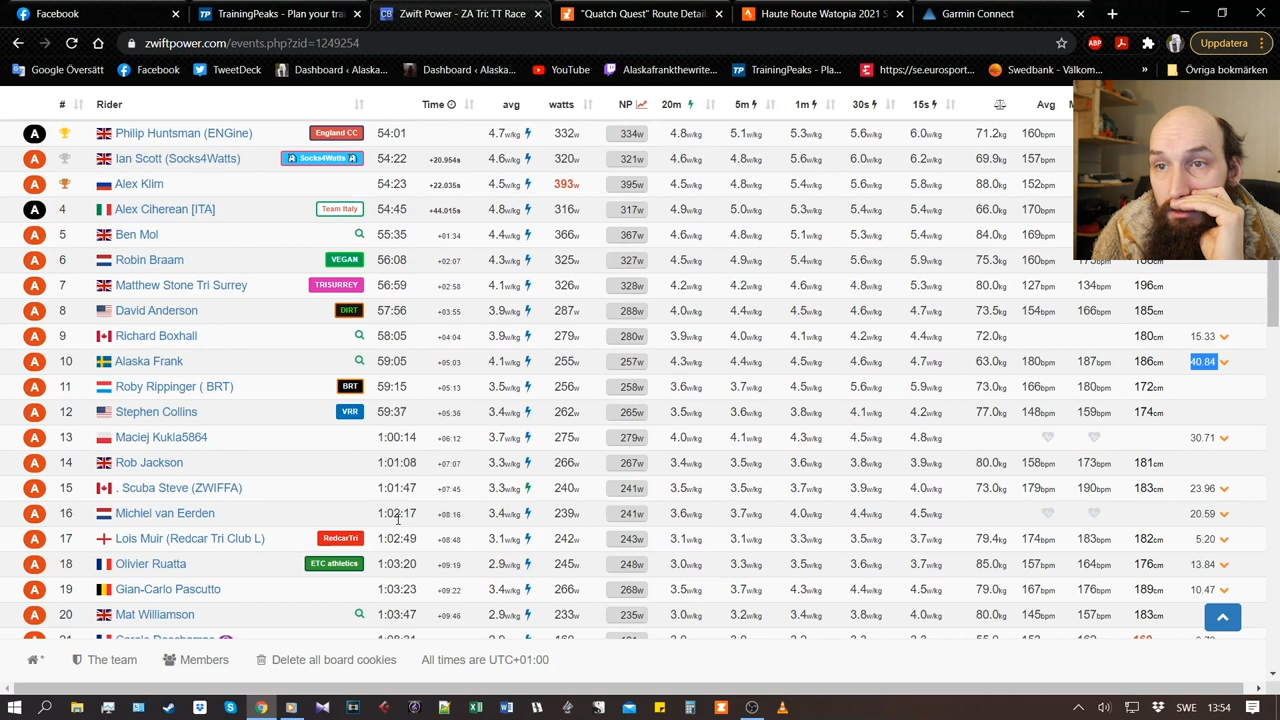 Facebook TrainingPeaks - Plan your trai Zwift Power - ZA Tri: TT Race "Quatch Quest" Route Details Haute Route Watopia 2021 S Garmin Connect
zwiftpower.com/events.php?zid=1249254 ABP Uppdatera
Google Översätt Facebook TweetDeck Dashboard ‹ Alaska... Dashboard ‹ Alaska... YouTube Alaskafrankthewrite... TrainingPeaks - Pla... https://se.eurosport... Swedbank - Välkom... » Övriga bokmärken
# Rider Time avg watts NP 20m 5m 1m 30s 15s Avg
A Philip Huntsman (ENGine) England CC 54:01 4.7w/kg 332w 334w 4.8w/kg 5.1w/kg 5.3w/kg 5.6w/kg 6.0w/kg 71.2kg 160bpm
A Ian Scott (Socks4Watts) Socks4Watts 54:22 +20.954s 4.6w/kg 320w 321w 4.6w/kg 4.8w/kg 5.6w/kg 6.0w/kg 6.2w/kg 69.9kg 157bpm
A Alex Klim 54:23 +22.035s 4.5w/kg 393w 395w 4.5w/kg 4.8w/kg 5.4w/kg 5.6w/kg 5.8w/kg 88.0kg 152bpm
A 4 Alex Ciherean [ITA] Team Italy 54:45 +44.015s 4.8w/kg 316w 317w 4.9w/kg 5.0w/kg 5.3w/kg 5.4w/kg 5.4w/kg 66.0kg 170bpm
A 5 Ben Mol 55:35 +01:34 4.4w/kg 366w 367w 4.6w/kg 4.8w/kg 5.1w/kg 5.3w/kg 5.4w/kg 84.0kg 169bpm
A 6 Robin Braam VEGAN 56:08 +02:07 4.3w/kg 325w 327w 4.5w/kg 4.9w/kg 5.4w/kg 5.6w/kg 5.9w/kg 75.3kg 160bpm
A 7 Matthew Stone Tri Surrey TRISURREY 56:59 +02:58 4.1w/kg 326w 328w 4.2w/kg 4.2w/kg 4.6w/kg 4.8w/kg 5.3w/kg 80.0kg 127bpm 134bpm 196cm
A 8 David Anderson DIRT 57:56 +03:55 3.9w/kg 287w 288w 4.0w/kg 4.4w/kg 4.5w/kg 4.6w/kg 4.7w/kg 73.5kg 154bpm 166bpm 185cm
A 9 Richard Boxhall 58:05 +04:04 3.9w/kg 279w 280w 3.9w/kg 4.0w/kg 4.1w/kg 4.2w/kg 4.4w/kg 72.0kg 180cm 15.33
A 10 Alaska Frank 59:05 +05:03 4.1w/kg 255w 257w 4.3w/kg 4.4w/kg 4.5w/kg 4.6w/kg 4.7w/kg 63.0kg 180bpm 187bpm 186cm 40.84
A 11 Roby Rippinger ( BRT) BRT 59:15 +05:13 3.5w/kg 256w 258w 3.6w/kg 3.7w/kg 4.5w/kg 5.6w/kg 5.9w/kg 73.0kg 166bpm 180bpm 172cm
A 12 Stephen Collins VRR 59:37 +05:36 3.4w/kg 262w 265w 3.5w/kg 3.6w/kg 3.8w/kg 4.1w/kg 4.2w/kg 77.0kg 148bpm 159bpm 174cm
A 13 Maciej Kukla5864 1:00:14 +06:12 3.7w/kg 275w 279w 4.0w/kg 4.1w/kg 4.3w/kg 4.5w/kg 4.8w/kg 30.71
A 14 Rob Jackson 1:01:08 +07:07 3.3w/kg 266w 267w 3.4w/kg 3.5w/kg 3.6w/kg 3.8w/kg 3.9w/kg 80.0kg 158bpm 173bpm 181cm
A 15 . Scuba Steve (ZWIFFA) 1:01:47 +07:45 3.3w/kg 240w 241w 3.5w/kg 3.5w/kg 3.7w/kg 3.9w/kg 4.0w/kg 73.0kg 179bpm 190bpm 183cm 23.96
A 16 Michiel van Eerden 1:02:17 +08:16 3.4w/kg 239w 241w 3.6w/kg 3.7w/kg 4.0w/kg 4.4w/kg 4.5w/kg 20.59
A 17 Lois Muir (Redcar Tri Club L) RedcarTri 1:02:49 +08:48 3.1w/kg 242w 243w 3.1w/kg 3.1w/kg 3.3w/kg 3.5w/kg 3.7w/kg 79.4kg 174bpm 183bpm 182cm 5.20
A 18 Olivier Ruatta ETC athletics 1:03:20 +09:19 2.9w/kg 245w 248w 3.0w/kg 3.3w/kg 3.5w/kg 3.6w/kg 3.7w/kg 85.0kg 157bpm 164bpm 176cm 13.84
A 19 Gian-Carlo Pascutto 1:03:23 +09:22 3.4w/kg 266w 268w 3.5w/kg 3.7w/kg 4.3w/kg 4.4w/kg 4.5w/kg 79.0kg 167bpm 176bpm 189cm 10.47
A 20 Mat Williamson 1:03:47 +09:46 2.9w/kg 233w 235w 3.0w/kg 3.2w/kg 3.4w/kg 3.8w/kg 4.0w/kg 80.0kg 145bpm 157bpm 183cm
* The team Members Delete all board cookies All times are UTC+01:00
SWE 13:54